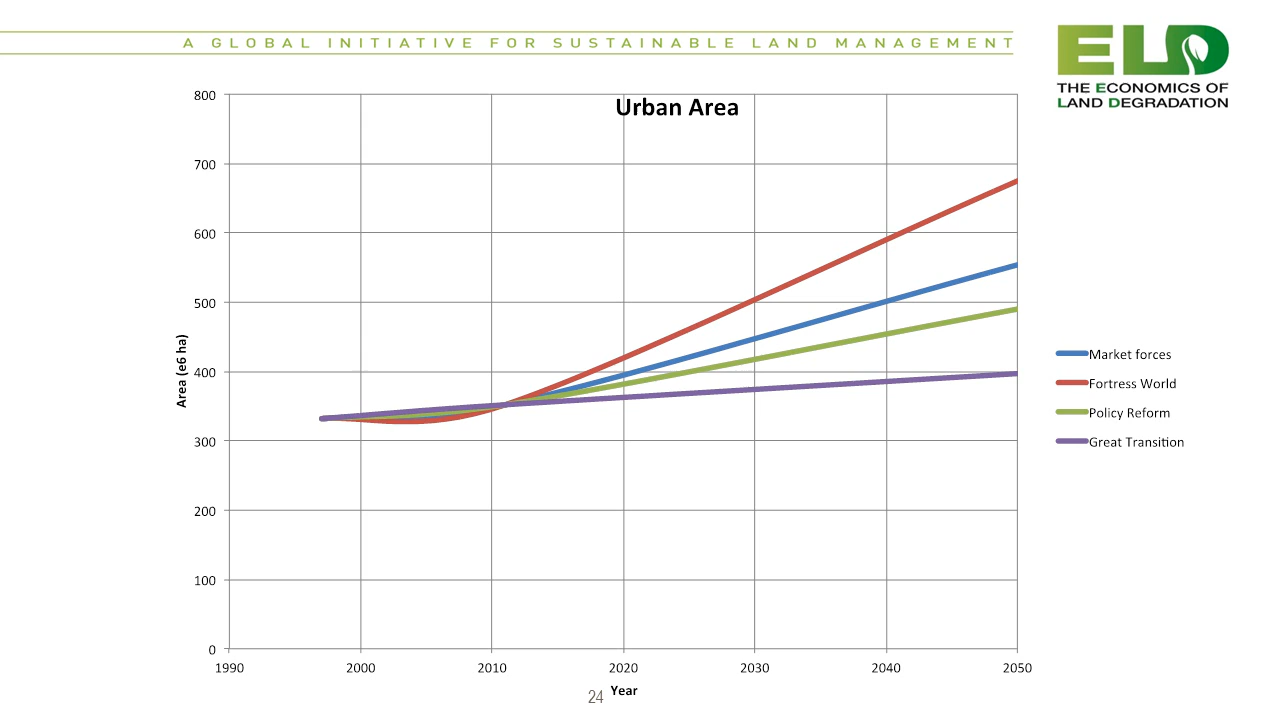 A GLOBAL INITIATIVE FOR SUSTAINABLE LAND MANAGEMENT
ELD
THE ECONOMICS OF
LAND DEGRADATION
Urban Area
800
700
600
500
400
300
200
100
0
Area (e6 ha)
1990 2000 2010 2020 2030 2040 2050
Year
Market forces
Fortress World
Policy Reform
Great Transition
24